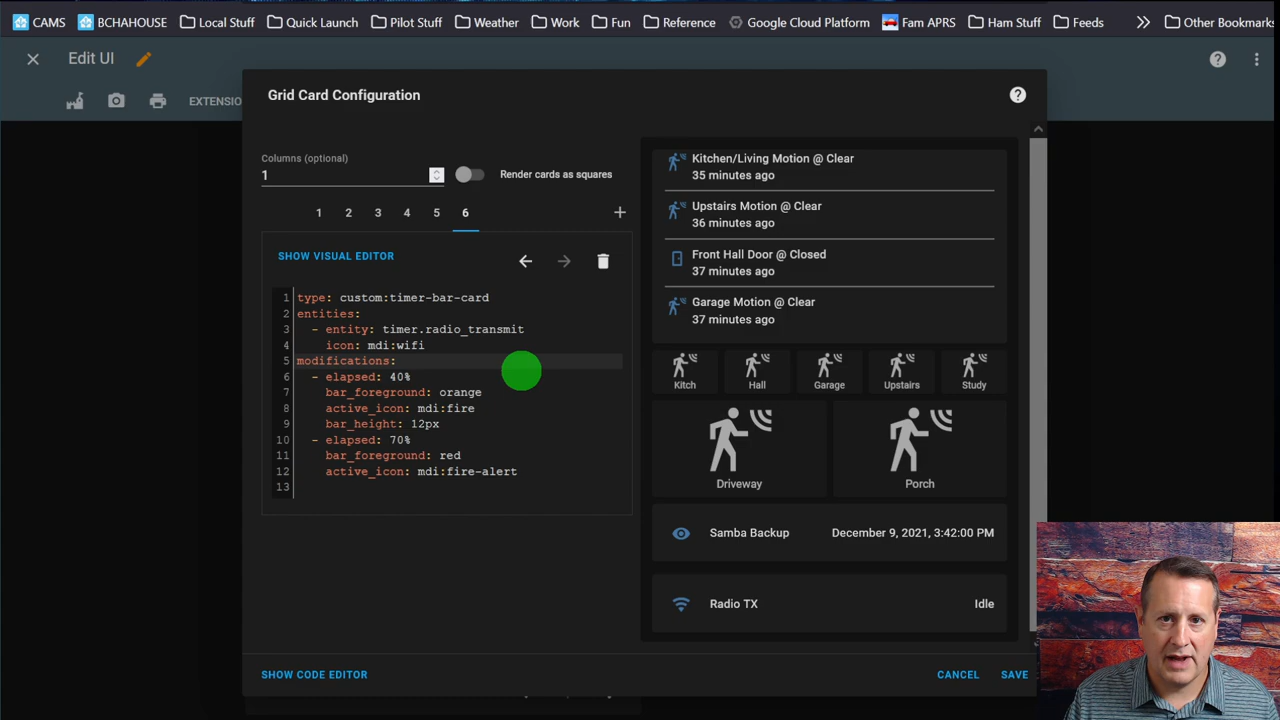 CAMS BCHAHOUSE Local Stuff Quick Launch Pilot Stuff Weather Work Fun Reference Google Cloud Platform Fam APRS Ham Stuff Feeds Other Bookmarks
Edit UI
EXTENSIO
Grid Card Configuration
Columns (optional)
1
Render cards as squares
1 2 3 4 5 6
SHOW VISUAL EDITOR
1 type: custom:timer-bar-card
2 entities:
3 - entity: timer.radio_transmit
4 icon: mdi:wifi
5 modifications:
6 - elapsed: 40%
7 bar_foreground: orange
8 active_icon: mdi:fire
9 bar_height: 12px
10 - elapsed: 70%
11 bar_foreground: red
12 active_icon: mdi:fire-alert
13
Kitchen/Living Motion @ Clear
35 minutes ago
Upstairs Motion @ Clear
36 minutes ago
Front Hall Door @ Closed
37 minutes ago
Garage Motion @ Clear
37 minutes ago
Kitch Hall Garage Upstairs Study
Driveway Porch
Samba Backup December 9, 2021, 3:42:00 PM
Radio TX Idle
SHOW CODE EDITOR CANCEL SAVE